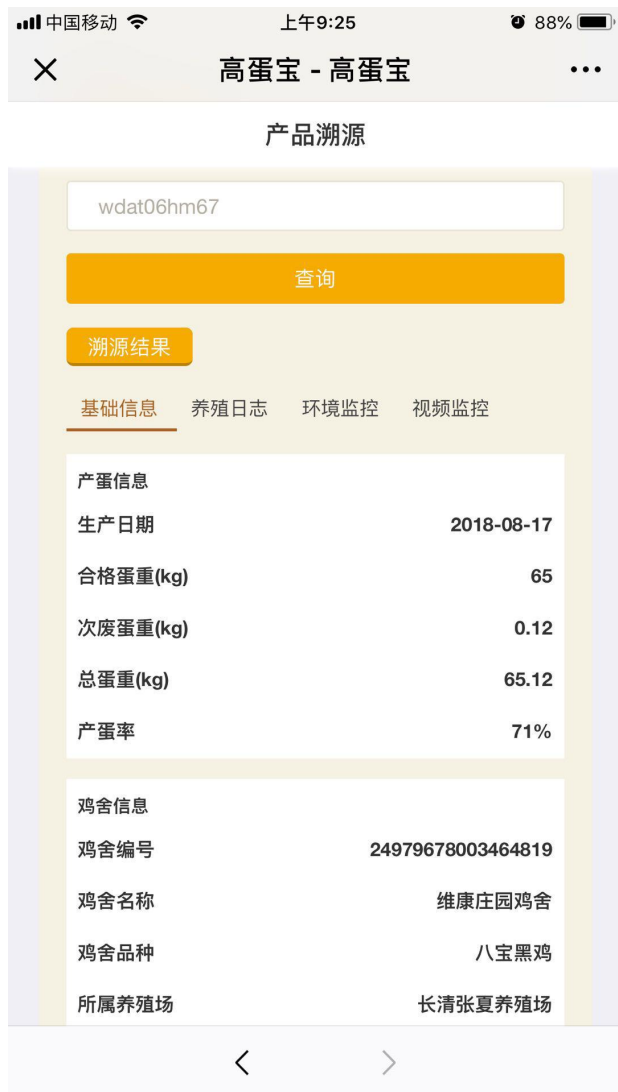 中国移动 上午9:25 88%
高蛋宝 - 高蛋宝
产品溯源
wdat06hm67
查询
溯源结果
基础信息 养殖日志 环境监控 视频监控
产蛋信息
生产日期 2018-08-17
合格蛋重(kg) 65
次废蛋重(kg) 0.12
总蛋重(kg) 65.12
产蛋率 71%
鸡舍信息
鸡舍编号 24979678003464819
鸡舍名称 维康庄园鸡舍
鸡舍品种 八宝黑鸡
所属养殖场 长清张夏养殖场